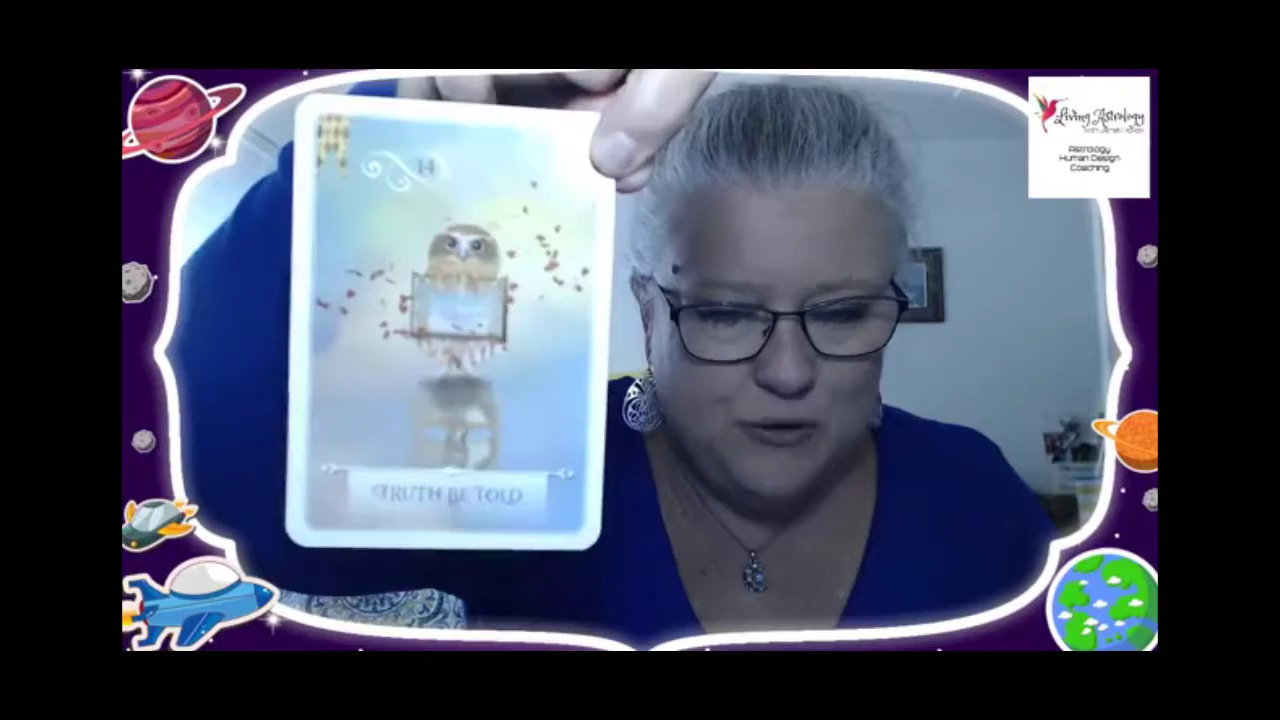 14
TRUTH BE TOLD
Living Astrology
Astrology
Human Design
Coaching